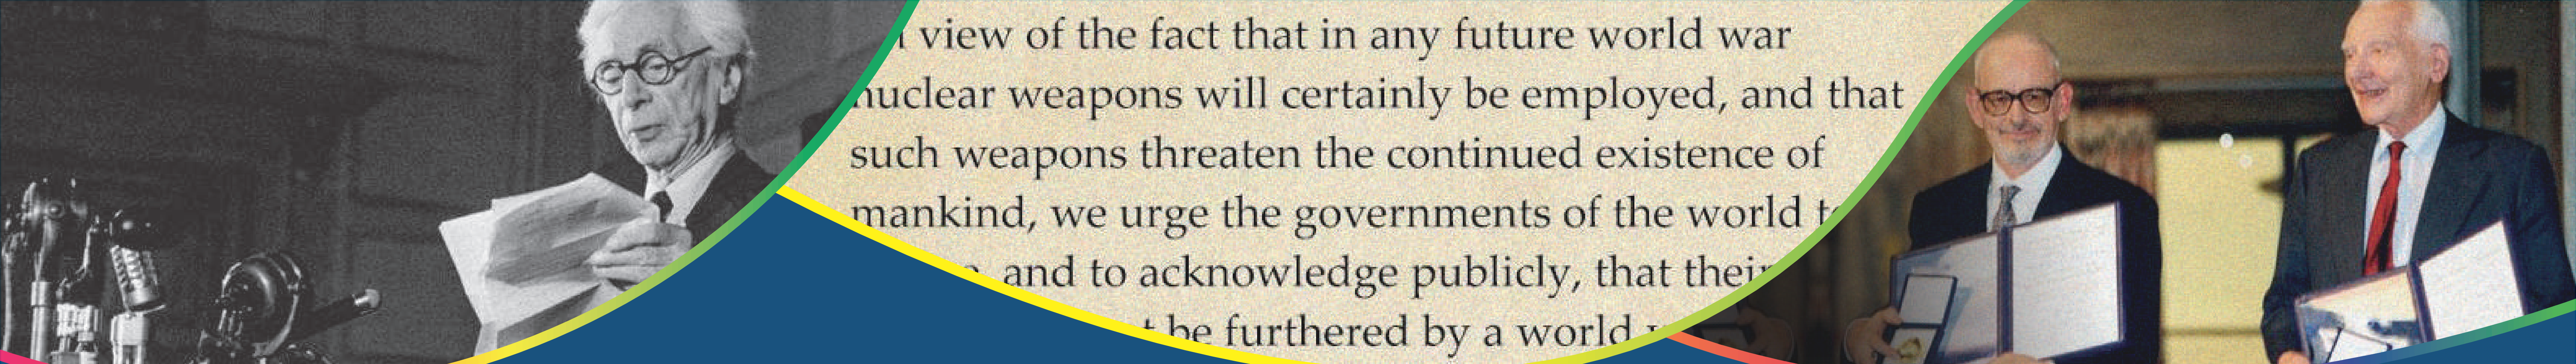 view of the fact that in any future world war
nuclear weapons will certainly be employed, and that
such weapons threaten the continued existence of
mankind, we urge the governments of the world
and to acknowledge publicly, that their
be furthered by a world